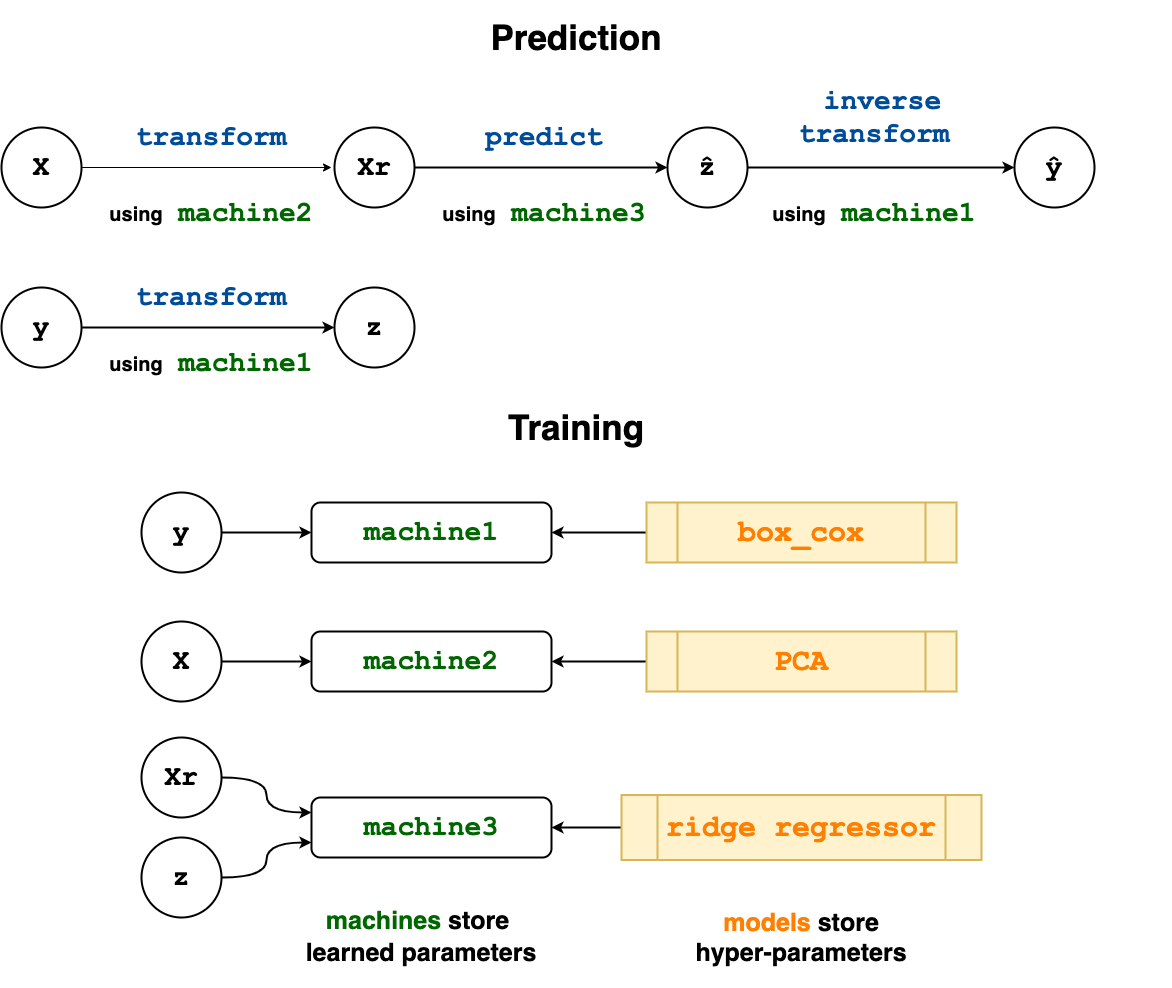 Prediction
inverse
transform predict transform
X Xr ẑ ŷ
using machine2 using machine3 using machine1
transform
y z
using machine1
Training
y machine1 box_cox
X machine2 PCA
Xr
machine3 ridge regressor
z
machines store models store
learned parameters hyper-parameters